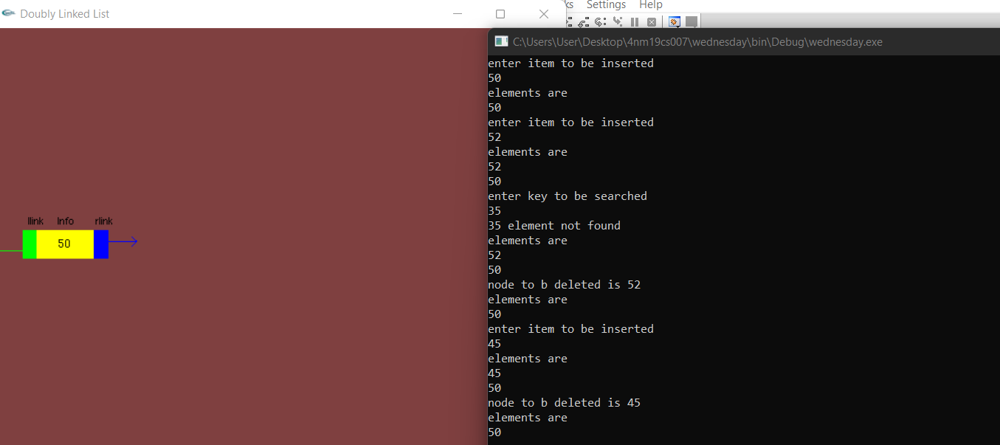 Doubly Linked List
ks Settings Help
C:\Users\User\Desktop\4nm19cs007\wednesday\bin\Debug\wednesday.exe
llink Info rlink
50
enter item to be inserted
50
elements are
50
enter item to be inserted
52
elements are
52
50
enter key to be searched
35
35 element not found
elements are
52
50
node to b deleted is 52
elements are
50
enter item to be inserted
45
elements are
45
50
node to b deleted is 45
elements are
50